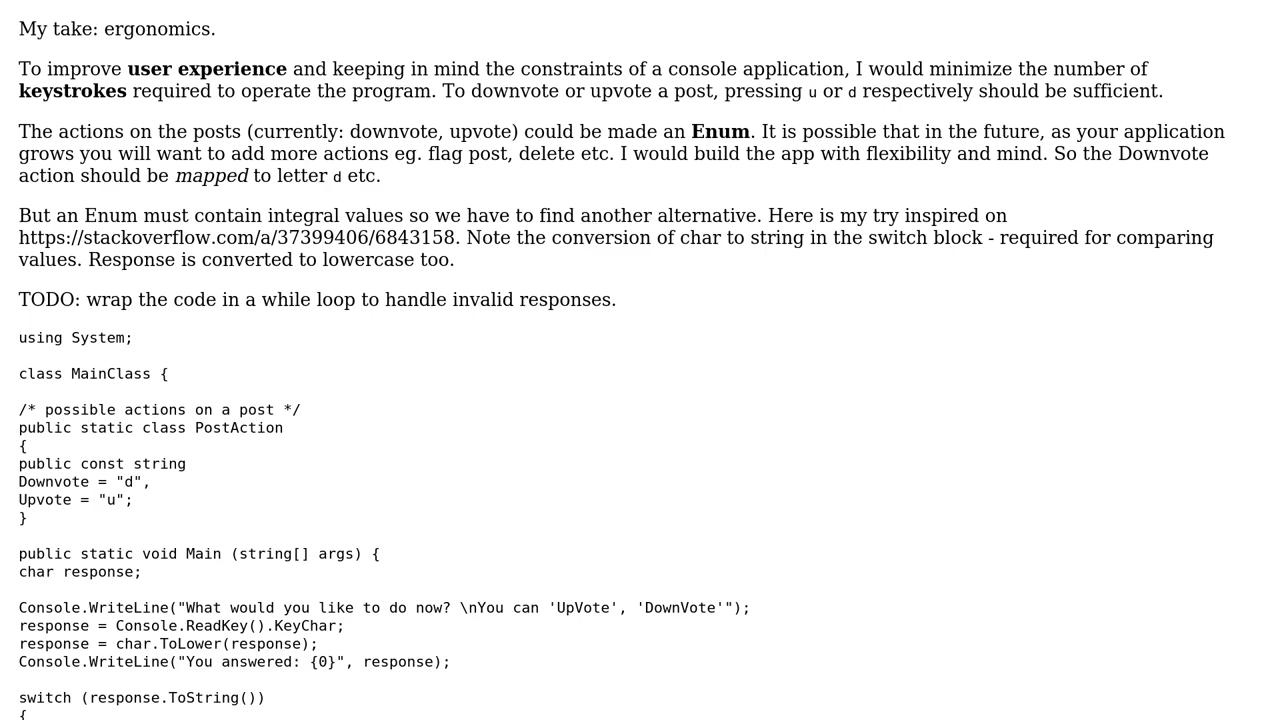 My take: ergonomics.
To improve user experience and keeping in mind the constraints of a console application, I would minimize the number of
keystrokes required to operate the program. To downvote or upvote a post, pressing u or d respectively should be sufficient.
The actions on the posts (currently: downvote, upvote) could be made an Enum. It is possible that in the future, as your application
grows you will want to add more actions eg. flag post, delete etc. I would build the app with flexibility and mind. So the Downvote
action should be mapped to letter d etc.
But an Enum must contain integral values so we have to find another alternative. Here is my try inspired on
https://stackoverflow.com/a/37399406/6843158. Note the conversion of char to string in the switch block - required for comparing
values. Response is converted to lowercase too.
TODO: wrap the code in a while loop to handle invalid responses.
using System;
class MainClass {
/* possible actions on a post */
public static class PostAction
{
public const string
Downvote = "d",
Upvote = "u";
}
public static void Main (string[] args) {
char response;
Console.WriteLine("What would you like to do now? \nYou can 'UpVote', 'DownVote'");
response = Console.ReadKey().KeyChar;
response = char.ToLower(response);
Console.WriteLine("You answered: {0}", response);
switch (response.ToString())
{